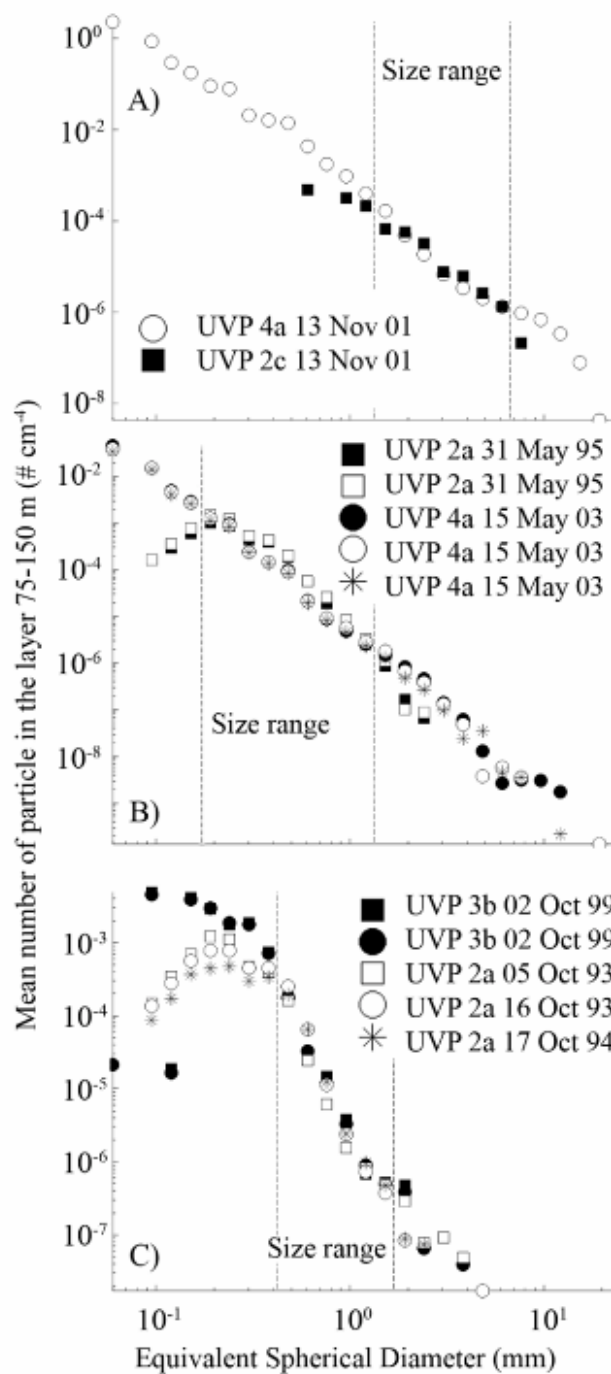 10^0
Size range
A)
10^-2
10^-4
10^-6
UVP 4a 13 Nov 01
UVP 2c 13 Nov 01
10^-8
Mean number of particle in the layer 75-150 m (# cm^-4)
UVP 2a 31 May 95
10^-2
UVP 2a 31 May 95
UVP 4a 15 May 03
UVP 4a 15 May 03
10^-4
UVP 4a 15 May 03
10^-6
Size range
10^-8
B)
UVP 3b 02 Oct 99
10^-3
UVP 3b 02 Oct 99
UVP 2a 05 Oct 93
10^-4
UVP 2a 16 Oct 93
UVP 2a 17 Oct 94
10^-5
10^-6
10^-7
Size range
C)
10^-1
10^0
10^1
Equivalent Spherical Diameter (mm)